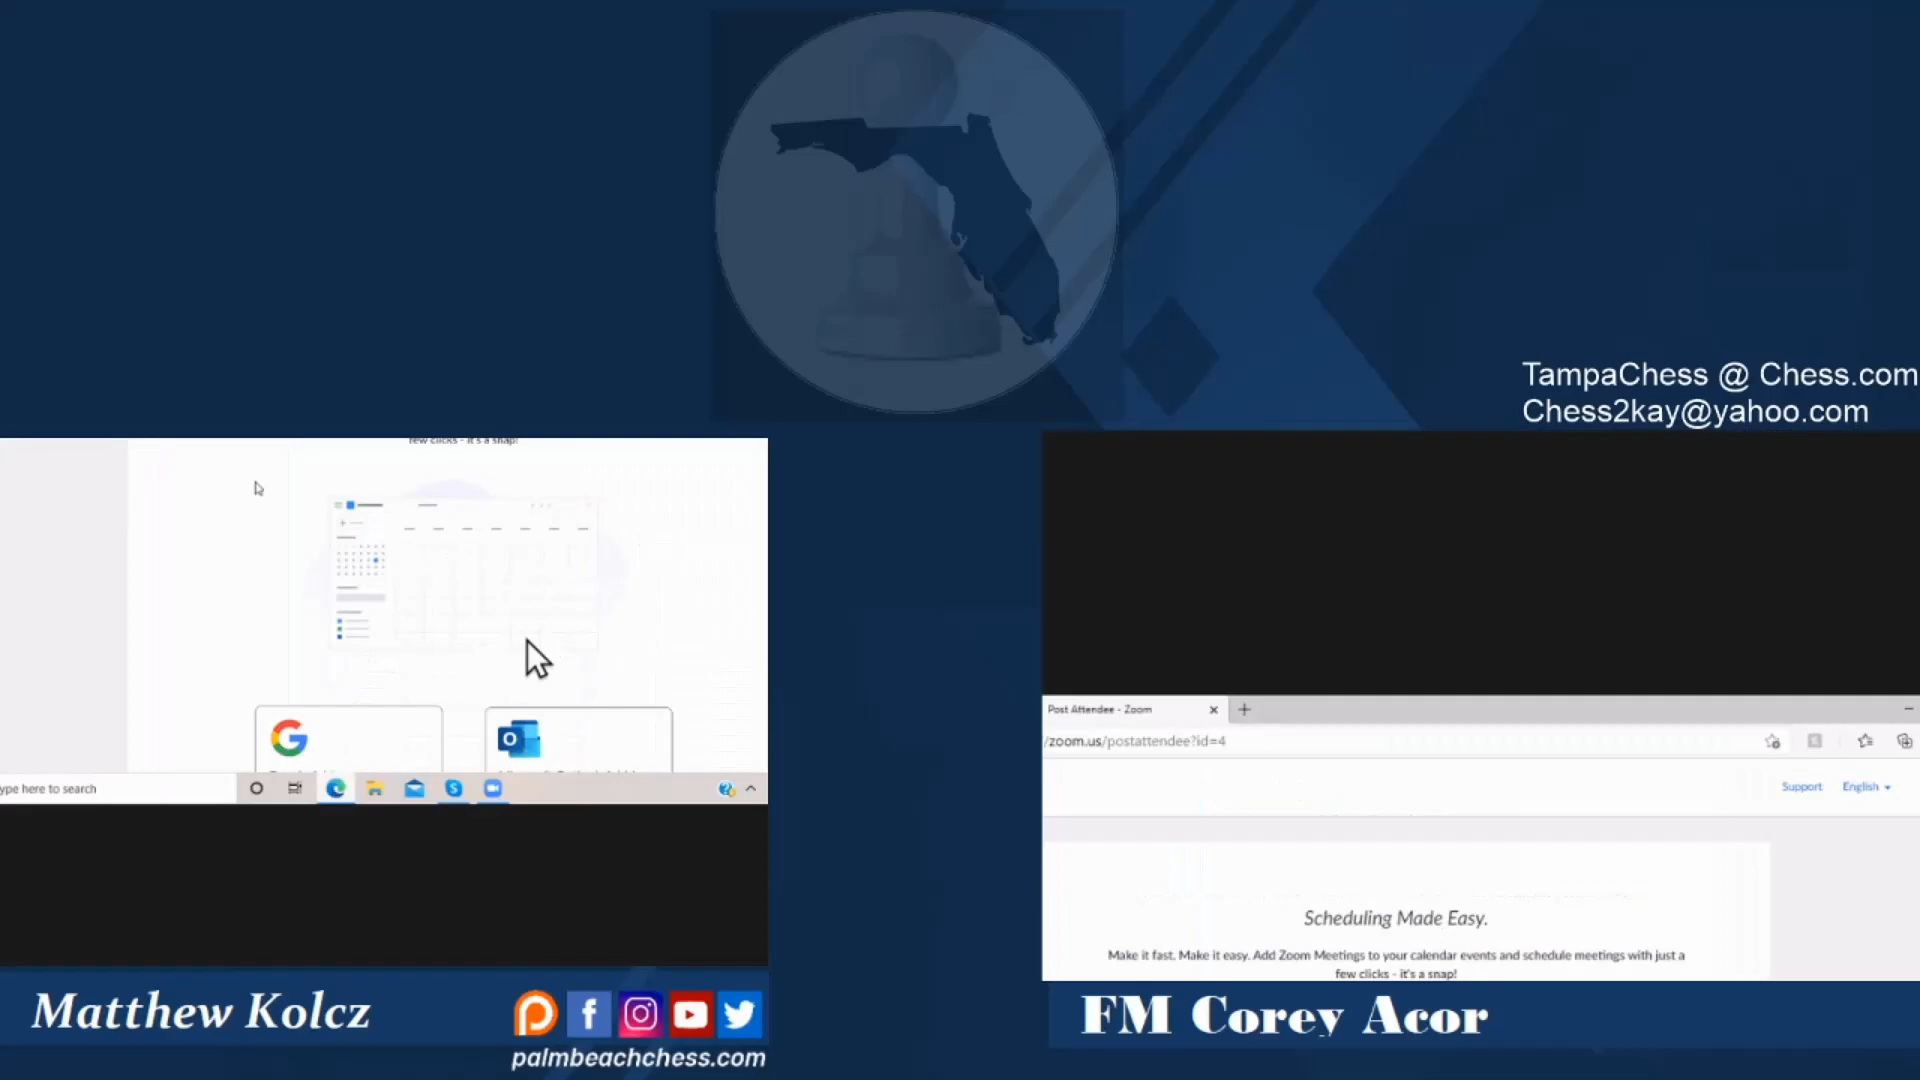 TampaChess @ Chess.com
Chess2kay@yahoo.com
few clicks - it's a snap!
ype here to search
Post Attendee - Zoom
/zoom.us/postattendee?id=4
Support English
Scheduling Made Easy.
Make it fast. Make it easy. Add Zoom Meetings to your calendar events and schedule meetings with just a
few clicks - it's a snap!
Matthew Kolcz
palmbeachchess.com
FM Corey Acor